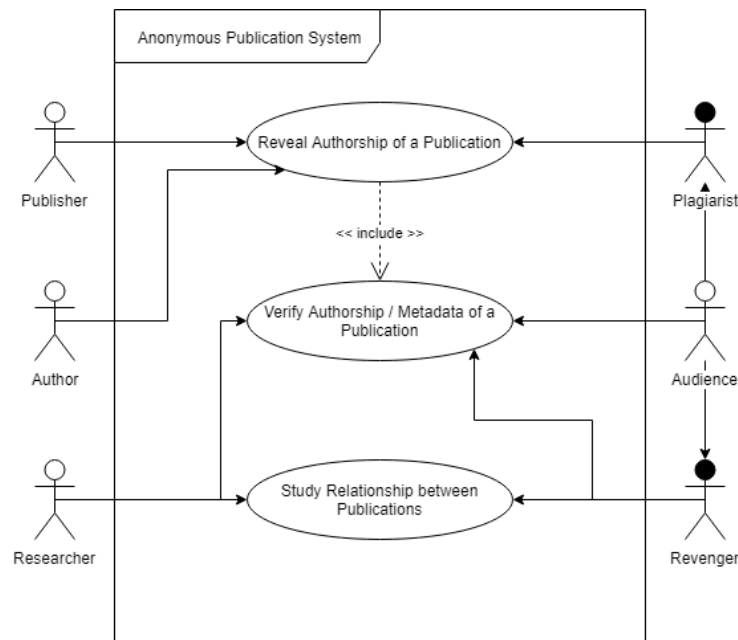 Anonymous Publication System
Reveal Authorship of a Publication
Publisher
Plagiarist
<< include >>
Verify Authorship / Metadata of a
Publication
Author
Audience
Study Relationship between
Publications
Researcher
Revenger